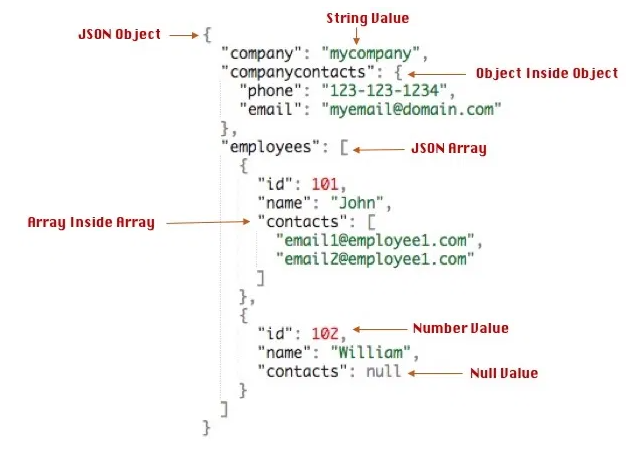 String Value
JSON Object
{
"company": "mycompany",
"companycontacts": {
Object Inside Object
"phone": "123-123-1234",
"email": "myemail@domain.com"
},
"employees": [
JSON Array
{
"id": 101,
"name": "John",
Array Inside Array
"contacts": [
"email1@employee1.com",
"email2@employee1.com"
]
},
{
"id": 102,
Number Value
"name": "William",
"contacts": null
Null Value
}
]
}